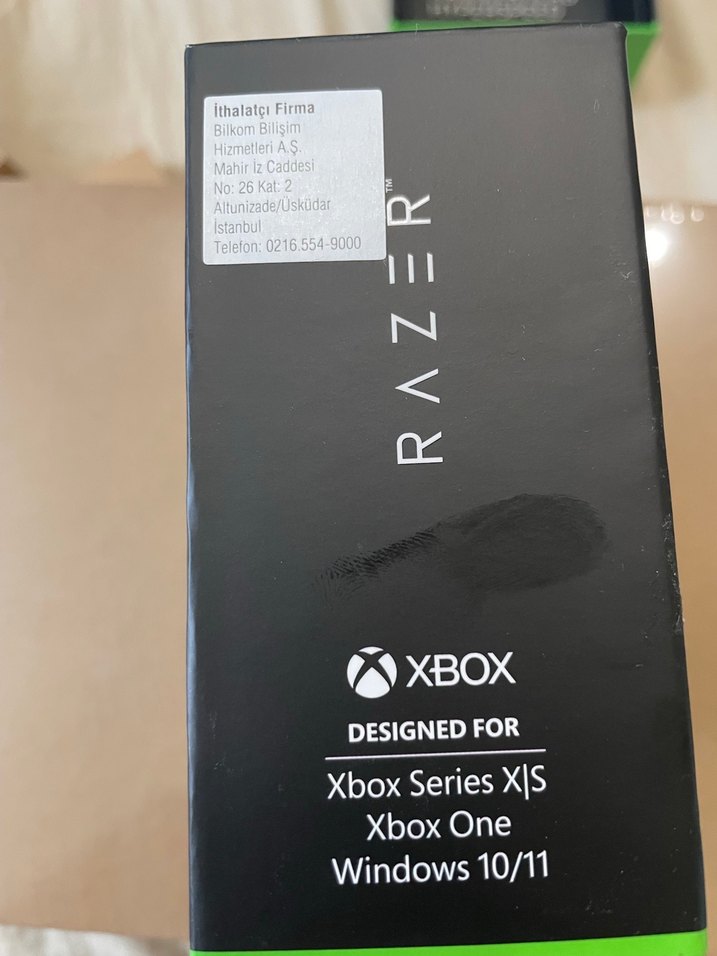 İthalatçı Firma
Bilkom Bilişim
Hizmetleri A.Ş.
Mahir İz Caddesi
No: 26 Kat: 2
Altunizade/Üsküdar
İstanbul
Telefon: 0216.554-9000
RAZER™
XBOX
DESIGNED FOR
Xbox Series X|S
Xbox One
Windows 10/11